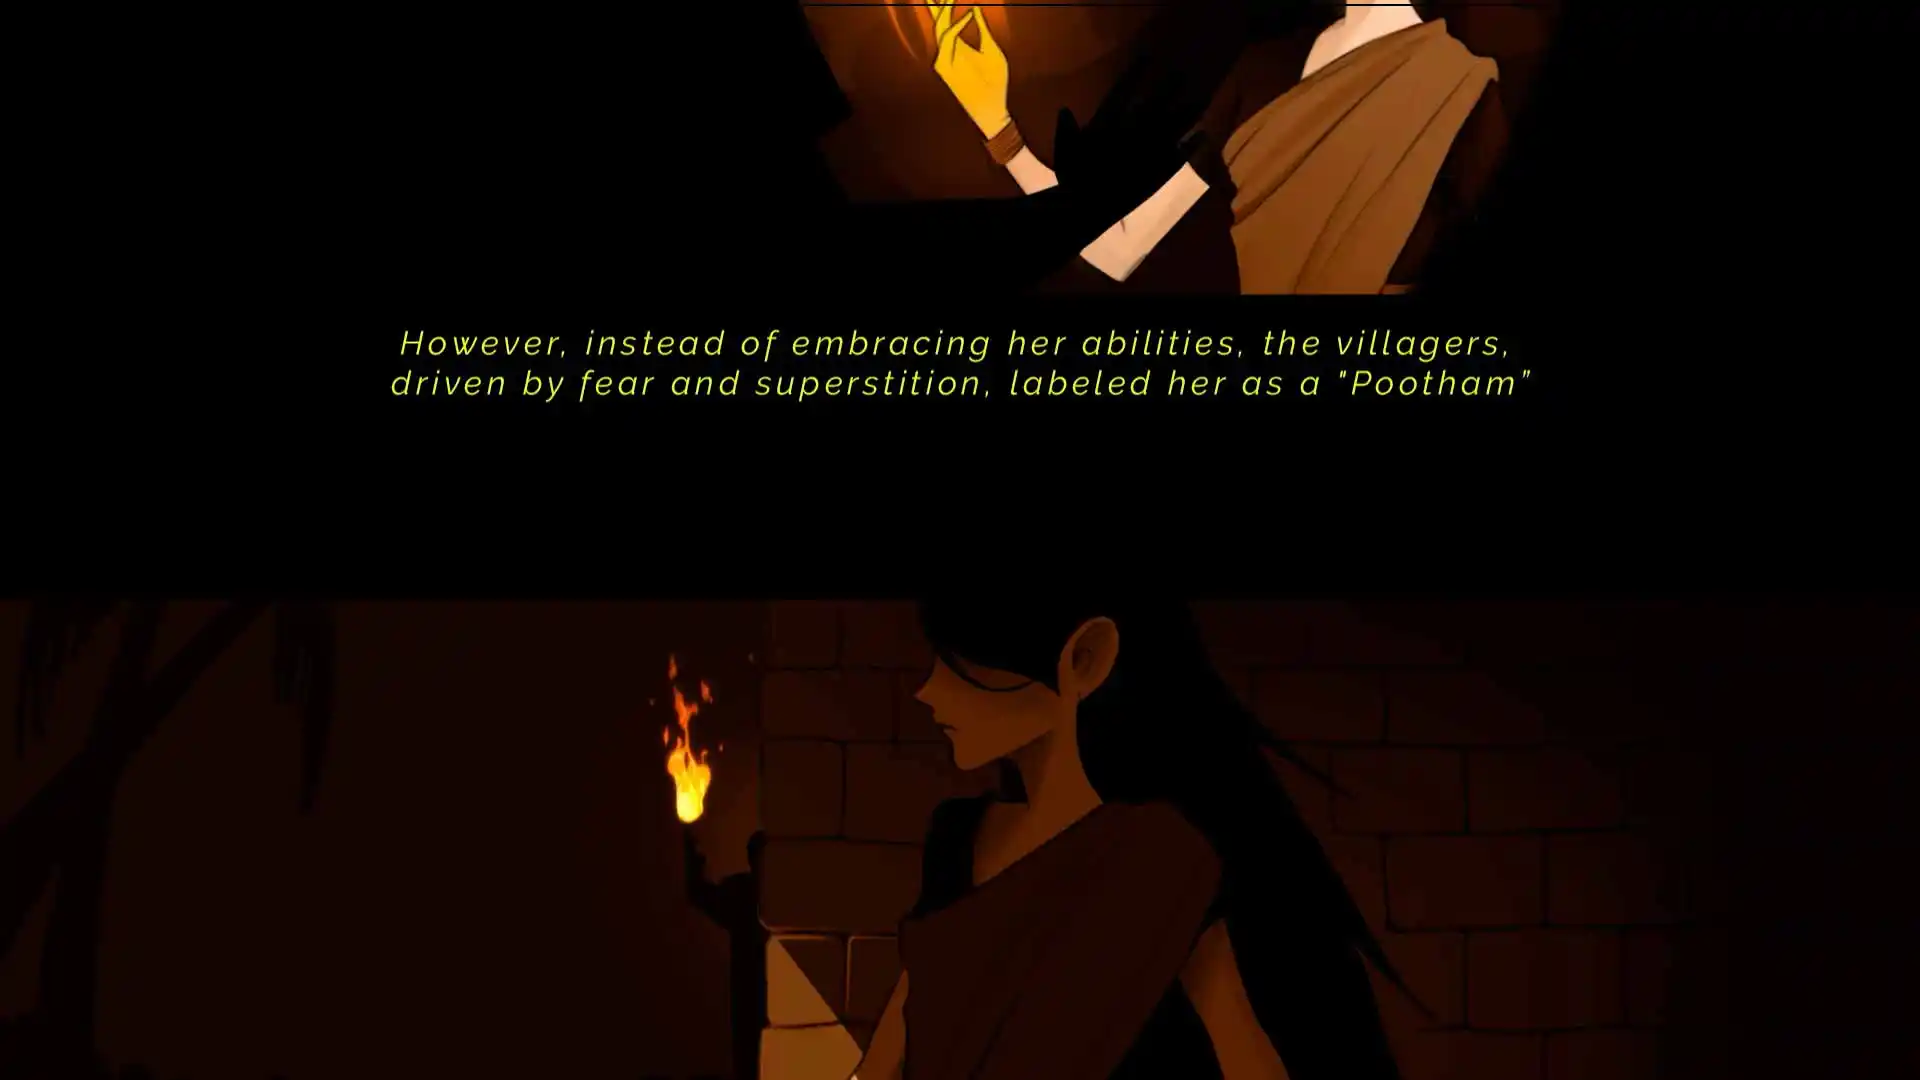 However, instead of embracing her abilities, the villagers,
driven by fear and superstition, labeled her as a "Pootham”